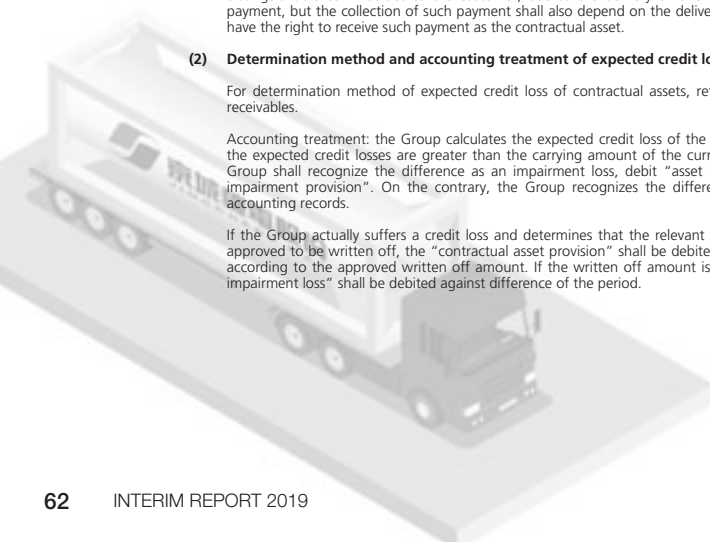 payment, but the collection of such payment shall also depend on the delive
have the right to receive such payment as the contractual asset.
(2) Determination method and accounting treatment of expected credit lo
For determination method of expected credit loss of contractual assets, re
receivables.
Accounting treatment: the Group calculates the expected credit loss of the
the expected credit losses are greater than the carrying amount of the curr
Group shall recognize the difference as an impairment loss, debit “asset
impairment provision”. On the contrary, the Group recognizes the differe
accounting records.
If the Group actually suffers a credit loss and determines that the relevant
approved to be written off, the “contractual asset provision” shall be debite
according to the approved written off amount. If the written off amount is
impairment loss” shall be debited against difference of the period.
62 INTERIM REPORT 2019